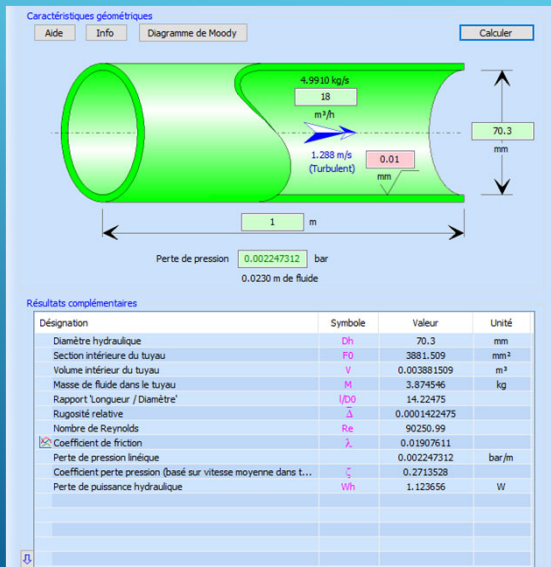 Caractéristiques géométriques
Aide Info Diagramme de Moody Calculer
4.9910 kg/s
18
m³/h
70.3
mm
1.288 m/s
(Turbulent)
0.01
mm
1 m
Perte de pression 0.002247312 bar
0.0230 m de fluide
Résultats complémentaires
Désignation Symbole Valeur Unité
Diamètre hydraulique Dh 70.3 mm
Section intérieure du tuyau F0 3881.509 mm²
Volume intérieur du tuyau V 0.003881509 m³
Masse de fluide dans le tuyau M 3.874546 kg
Rapport 'Longueur / Diamètre' l/D0 14.22475
Rugosité relative Δ̅ 0.0001422475
Nombre de Reynolds Re 90250.99
Coefficient de friction λ 0.01907611
Perte de pression linéique 0.002247312 bar/m
Coefficient perte pression (basé sur vitesse moyenne dans t... ζ 0.2713528
Perte de puissance hydraulique Wh 1.123656 W